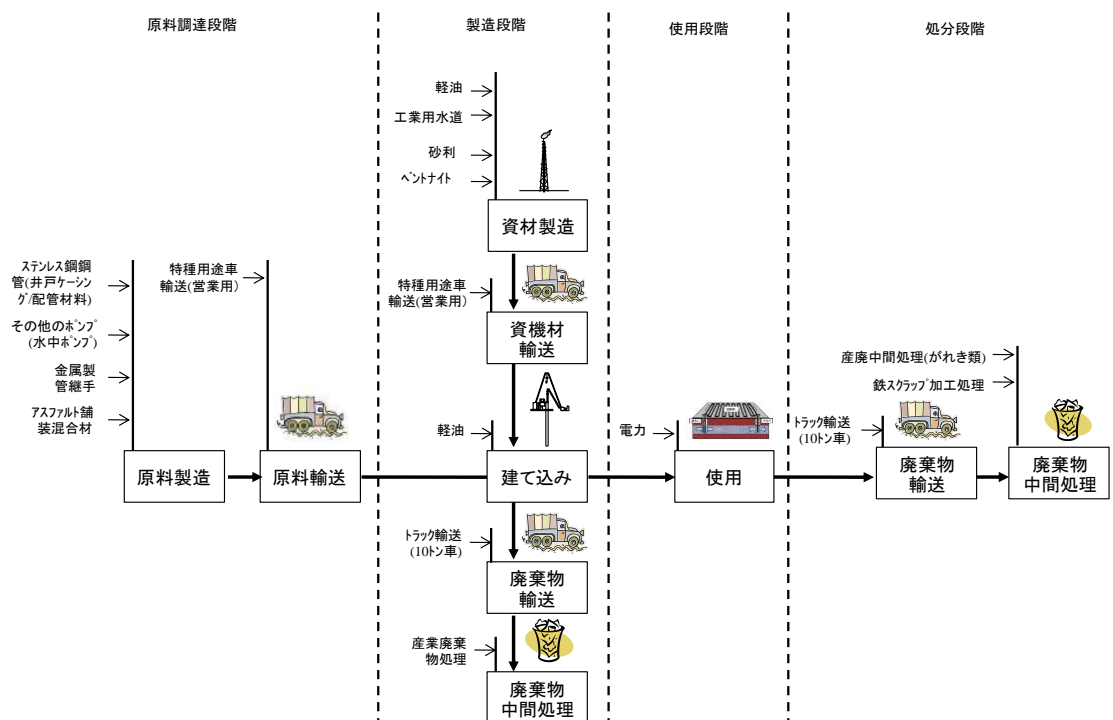 原料調達段階
製造段階
使用段階
処分段階
軽油
工業用水道
砂利
ベントナイト
資材製造
ステンレス鋼鋼
管(井戸ケーシン
グ/配管材料)
その他のポンプ
(水中ポンプ)
金属製
管継手
アスファルト舗
装混合材
原料製造
特種用途車
輸送(営業用)
原料輸送
特種用途車
輸送(営業用)
資機材
輸送
軽油
建て込み
トラック輸送
(10トン車)
廃棄物
輸送
産業廃棄
物処理
廃棄物
中間処理
電力
使用
トラック輸送
(10トン車)
廃棄物
輸送
産廃中間処理(がれき類)
鉄スクラップ加工処理
廃棄物
中間処理